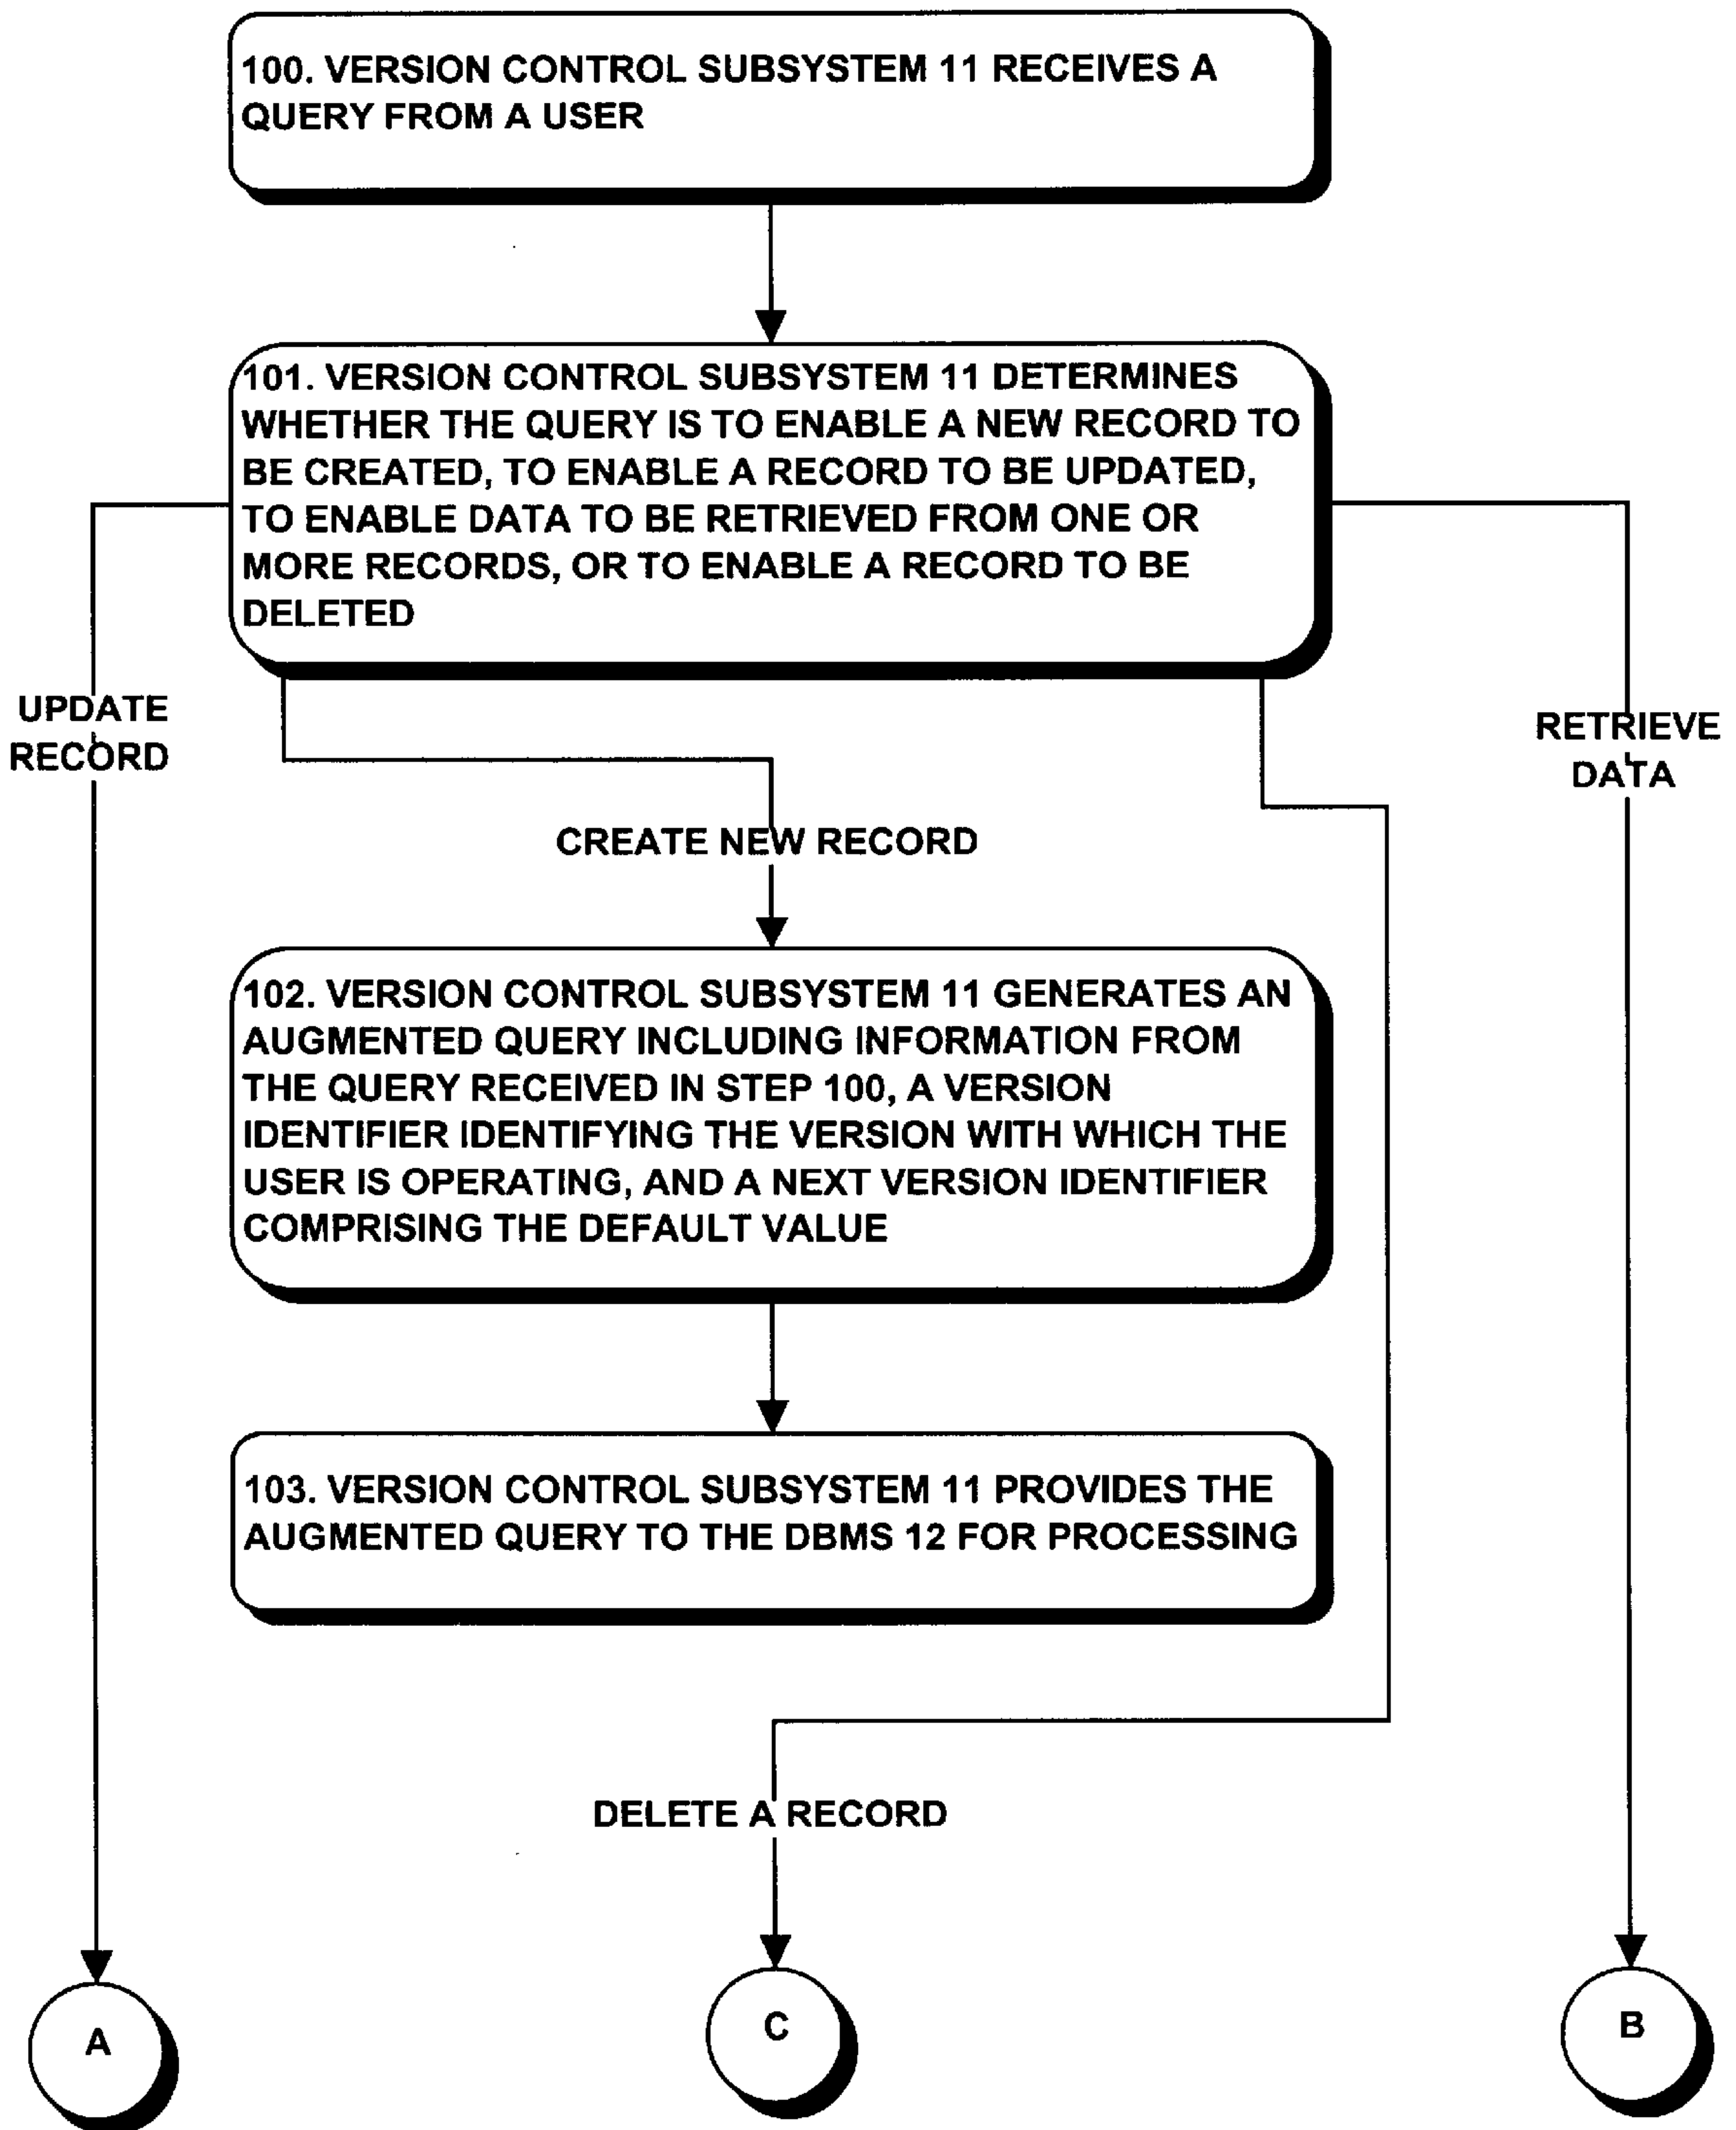 100. VERSION CONTROL SUBSYSTEM 11 RECEIVES A
QUERY FROM A USER
101. VERSION CONTROL SUBSYSTEM 11 DETERMINES
WHETHER THE QUERY IS TO ENABLE A NEW RECORD TO
BE CREATED, TO ENABLE A RECORD TO BE UPDATED,
TO ENABLE DATA TO BE RETRIEVED FROM ONE OR
MORE RECORDS, OR TO ENABLE A RECORD TO BE
DELETED
UPDATE
RECORD
RETRIEVE
DATA
CREATE NEW RECORD
102. VERSION CONTROL SUBSYSTEM 11 GENERATES AN
AUGMENTED QUERY INCLUDING INFORMATION FROM
THE QUERY RECEIVED IN STEP 100, A VERSION
IDENTIFIER IDENTIFYING THE VERSION WITH WHICH THE
USER IS OPERATING, AND A NEXT VERSION IDENTIFIER
COMPRISING THE DEFAULT VALUE
103. VERSION CONTROL SUBSYSTEM 11 PROVIDES THE
AUGMENTED QUERY TO THE DBMS 12 FOR PROCESSING
DELETE A RECORD
A
C
B